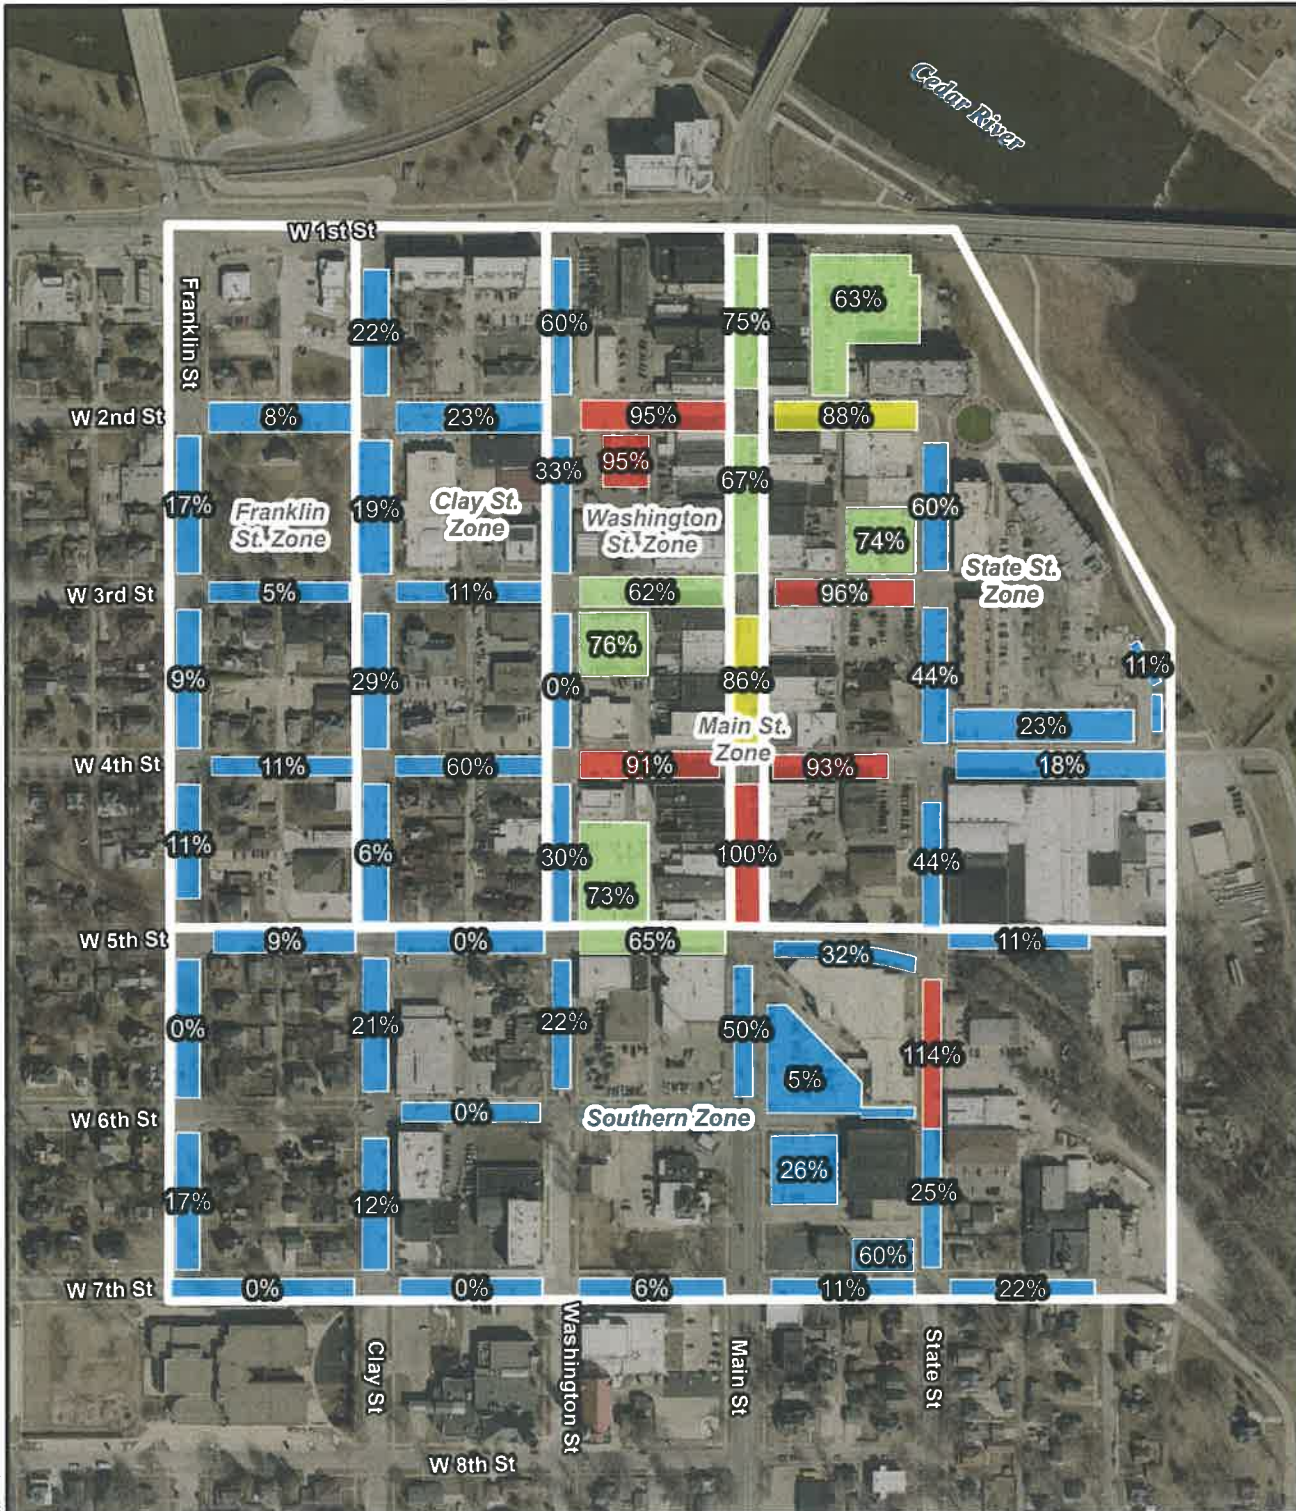 Cedar River
W 1st St
Franklin St
22%
60%
75%
63%
W 2nd St
8%
23%
95%
88%
33%
95%
67%
17%
19%
60%
Franklin
St. Zone
Clay St.
Zone
Washington
St. Zone
74%
State St.
Zone
W 3rd St
5%
11%
62%
96%
76%
11%
9%
29%
0%
86%
44%
Main St.
Zone
23%
W 4th St
11%
60%
91%
93%
18%
11%
6%
30%
100%
44%
73%
W 5th St
9%
0%
65%
11%
32%
0%
21%
22%
50%
114%
5%
W 6th St
0%
Southern Zone
26%
17%
12%
25%
60%
W 7th St
0%
0%
6%
11%
22%
Clay St
Washington St
Main St
State St
W 8th St